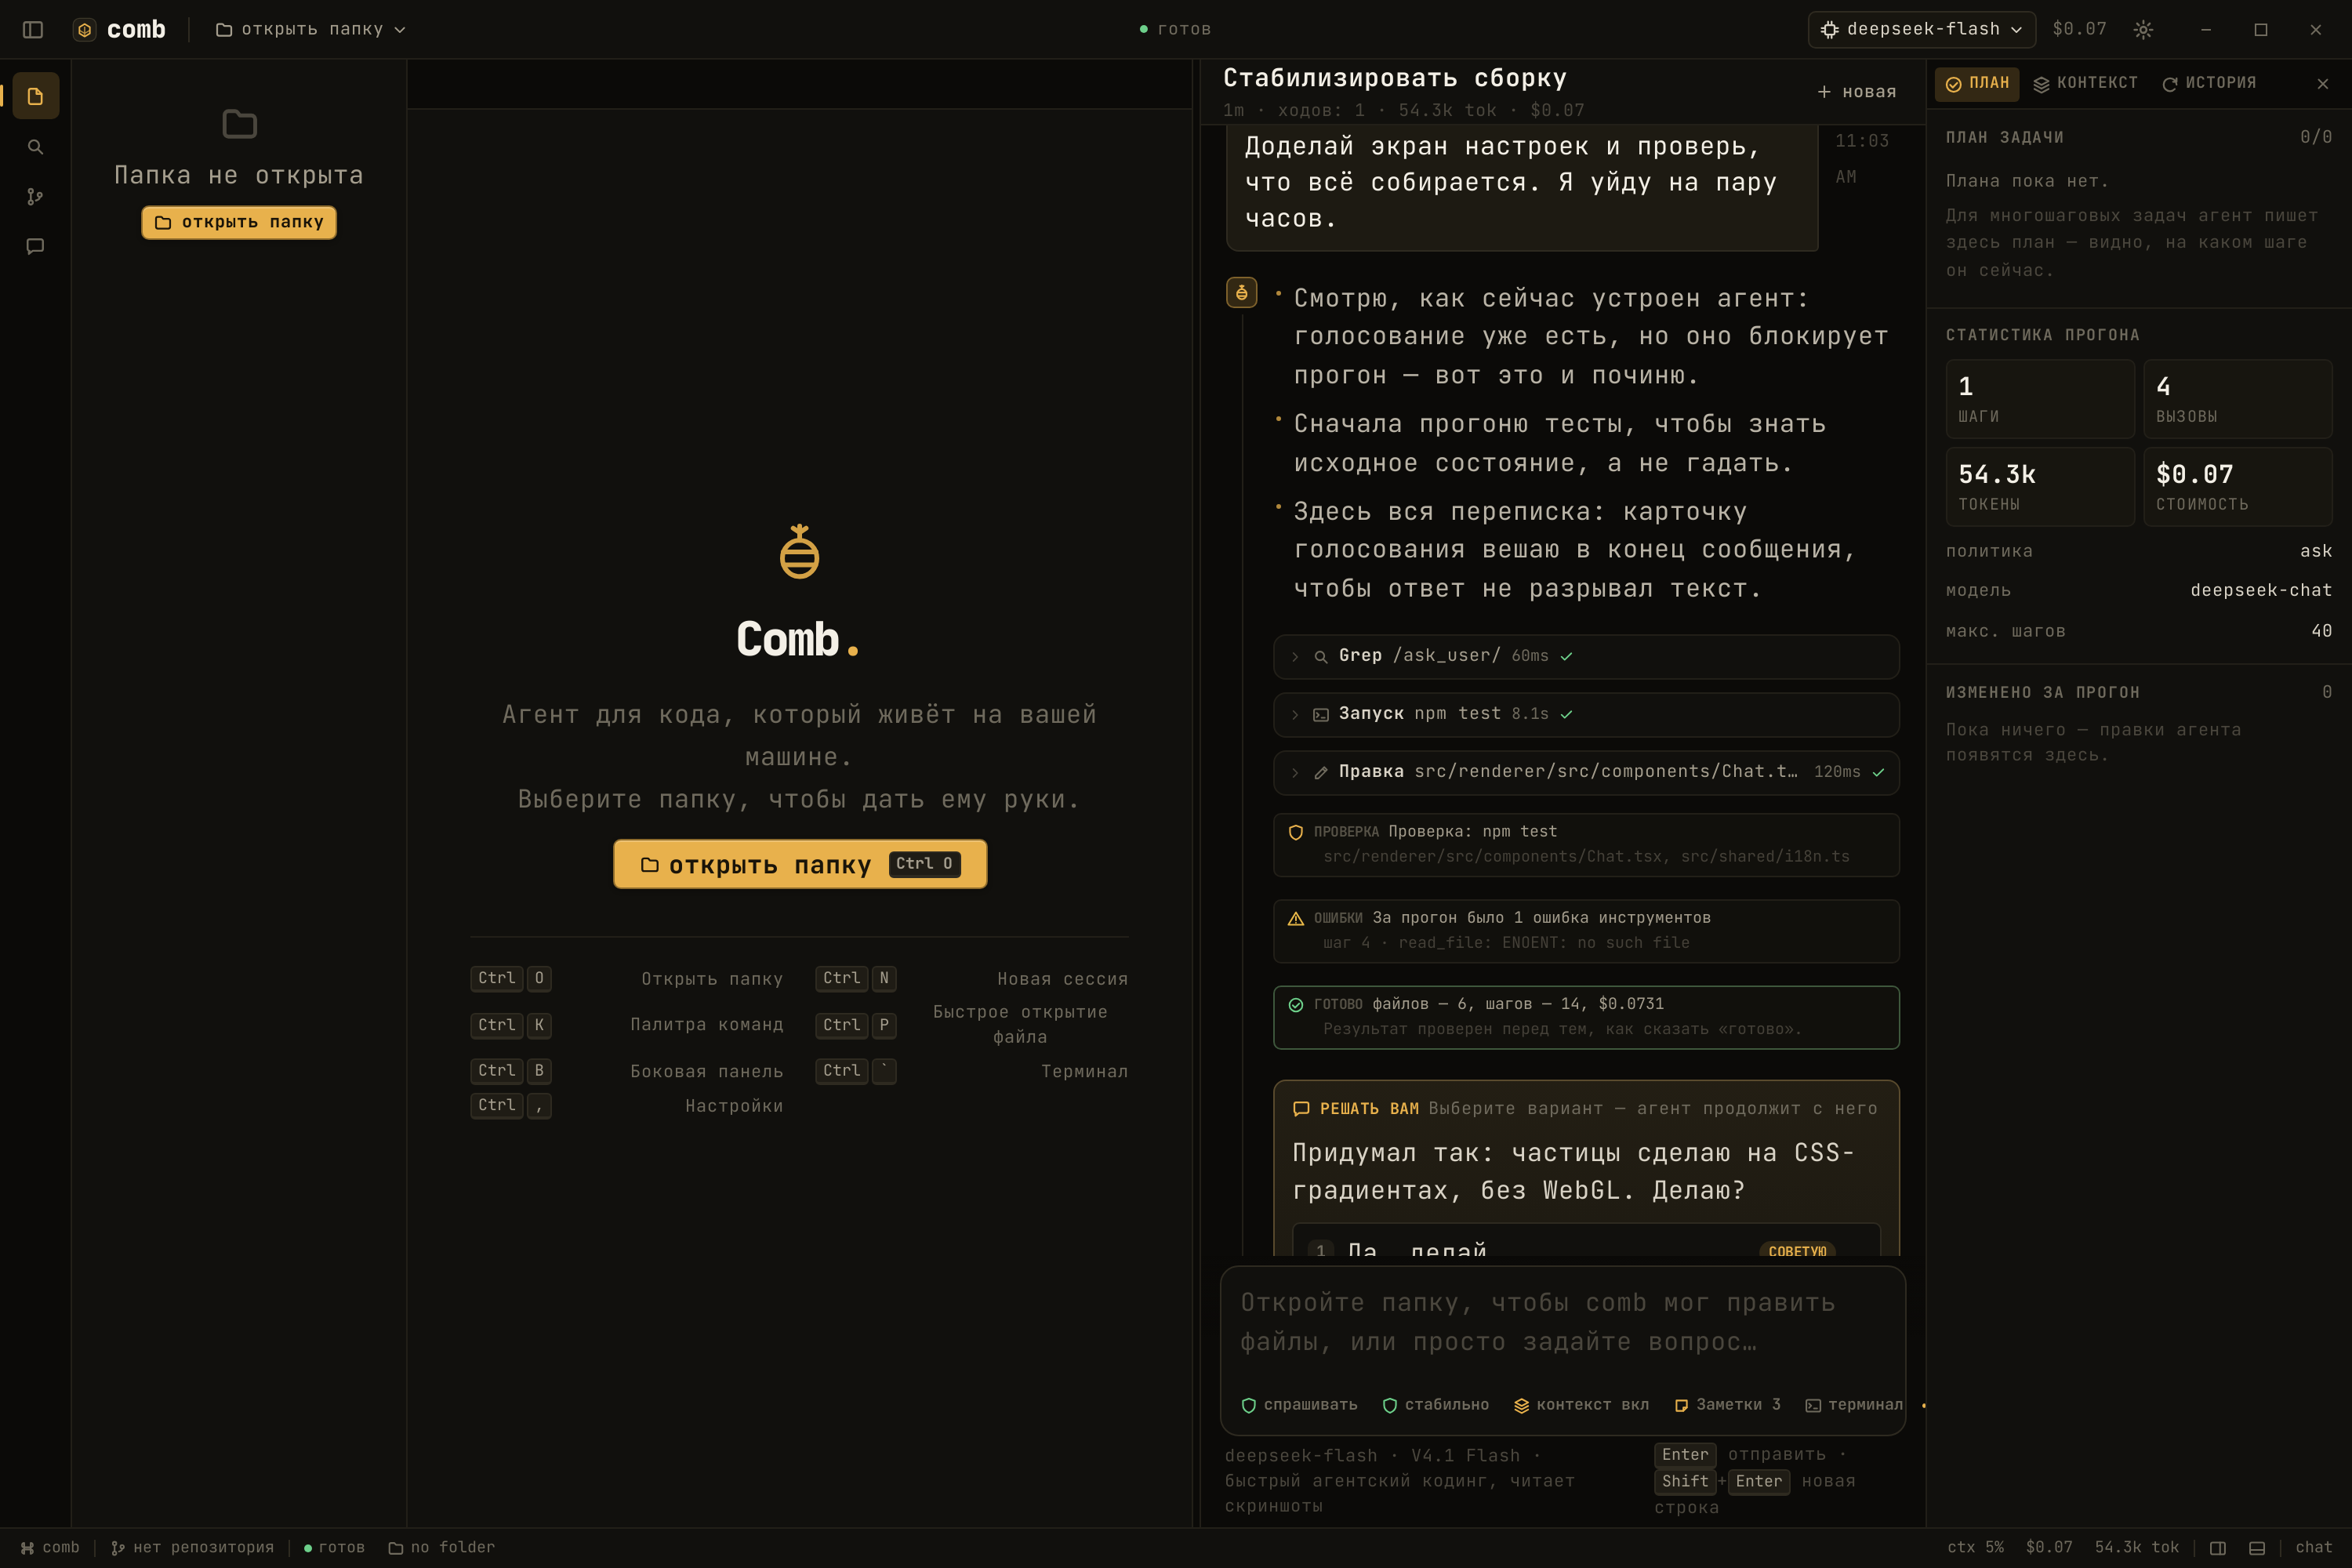 comb
открыть папку
готов
deepseek-flash
$0.07
Папка не открыта
открыть папку
Comb.
Агент для кода, который живёт на вашей
машине.
Выберите папку, чтобы дать ему руки.
открыть папку Ctrl O
Ctrl O Открыть папку
Ctrl N Новая сессия
Ctrl K Палитра команд
Ctrl P Быстрое открытие
файла
Ctrl B Боковая панель
Ctrl ` Терминал
Ctrl , Настройки
Стабилизировать сборку
1m · ходов: 1 · 54.3k tok · $0.07
+ новая
Доделай экран настроек и проверь,
что всё собирается. Я уйду на пару
часов.
11:03
AM
Смотрю, как сейчас устроен агент:
голосование уже есть, но оно блокирует
прогон — вот это и починю.
Сначала прогоню тесты, чтобы знать
исходное состояние, а не гадать.
Здесь вся переписка: карточку
голосования вешаю в конец сообщения,
чтобы ответ не разрывал текст.
Grep /ask_user/ 60ms
Запуск npm test 8.1s
Правка src/renderer/src/components/Chat.t… 120ms
ПРОВЕРКА Проверка: npm test
src/renderer/src/components/Chat.tsx, src/shared/i18n.ts
ОШИБКИ За прогон было 1 ошибка инструментов
шаг 4 · read_file: ENOENT: no such file
ГОТОВО файлов — 6, шагов — 14, $0.0731
Результат проверен перед тем, как сказать «готово».
РЕШАТЬ ВАМ Выберите вариант — агент продолжит с него
Придумал так: частицы сделаю на CSS-
градиентах, без WebGL. Делаю?
1 Да, делай СОВЕТУЮ
Откройте папку, чтобы comb мог править
файлы, или просто задайте вопрос…
спрашивать стабильно контекст вкл Заметки 3 терминал
deepseek-flash · V4.1 Flash ·
быстрый агентский кодинг, читает
скриншоты
Enter отправить ·
Shift+Enter новая
строка
ПЛАН КОНТЕКСТ ИСТОРИЯ
ПЛАН ЗАДАЧИ 0/0
Плана пока нет.
Для многошаговых задач агент пишет
здесь план — видно, на каком шаге
он сейчас.
СТАТИСТИКА ПРОГОНА
1
ШАГИ
4
ВЫЗОВЫ
54.3k
ТОКЕНЫ
$0.07
СТОИМОСТЬ
политика ask
модель deepseek-chat
макс. шагов 40
ИЗМЕНЕНО ЗА ПРОГОН 0
Пока ничего — правки агента
появятся здесь.
comb
нет репозитория
готов
no folder
ctx 5% $0.07 54.3k tok
chat